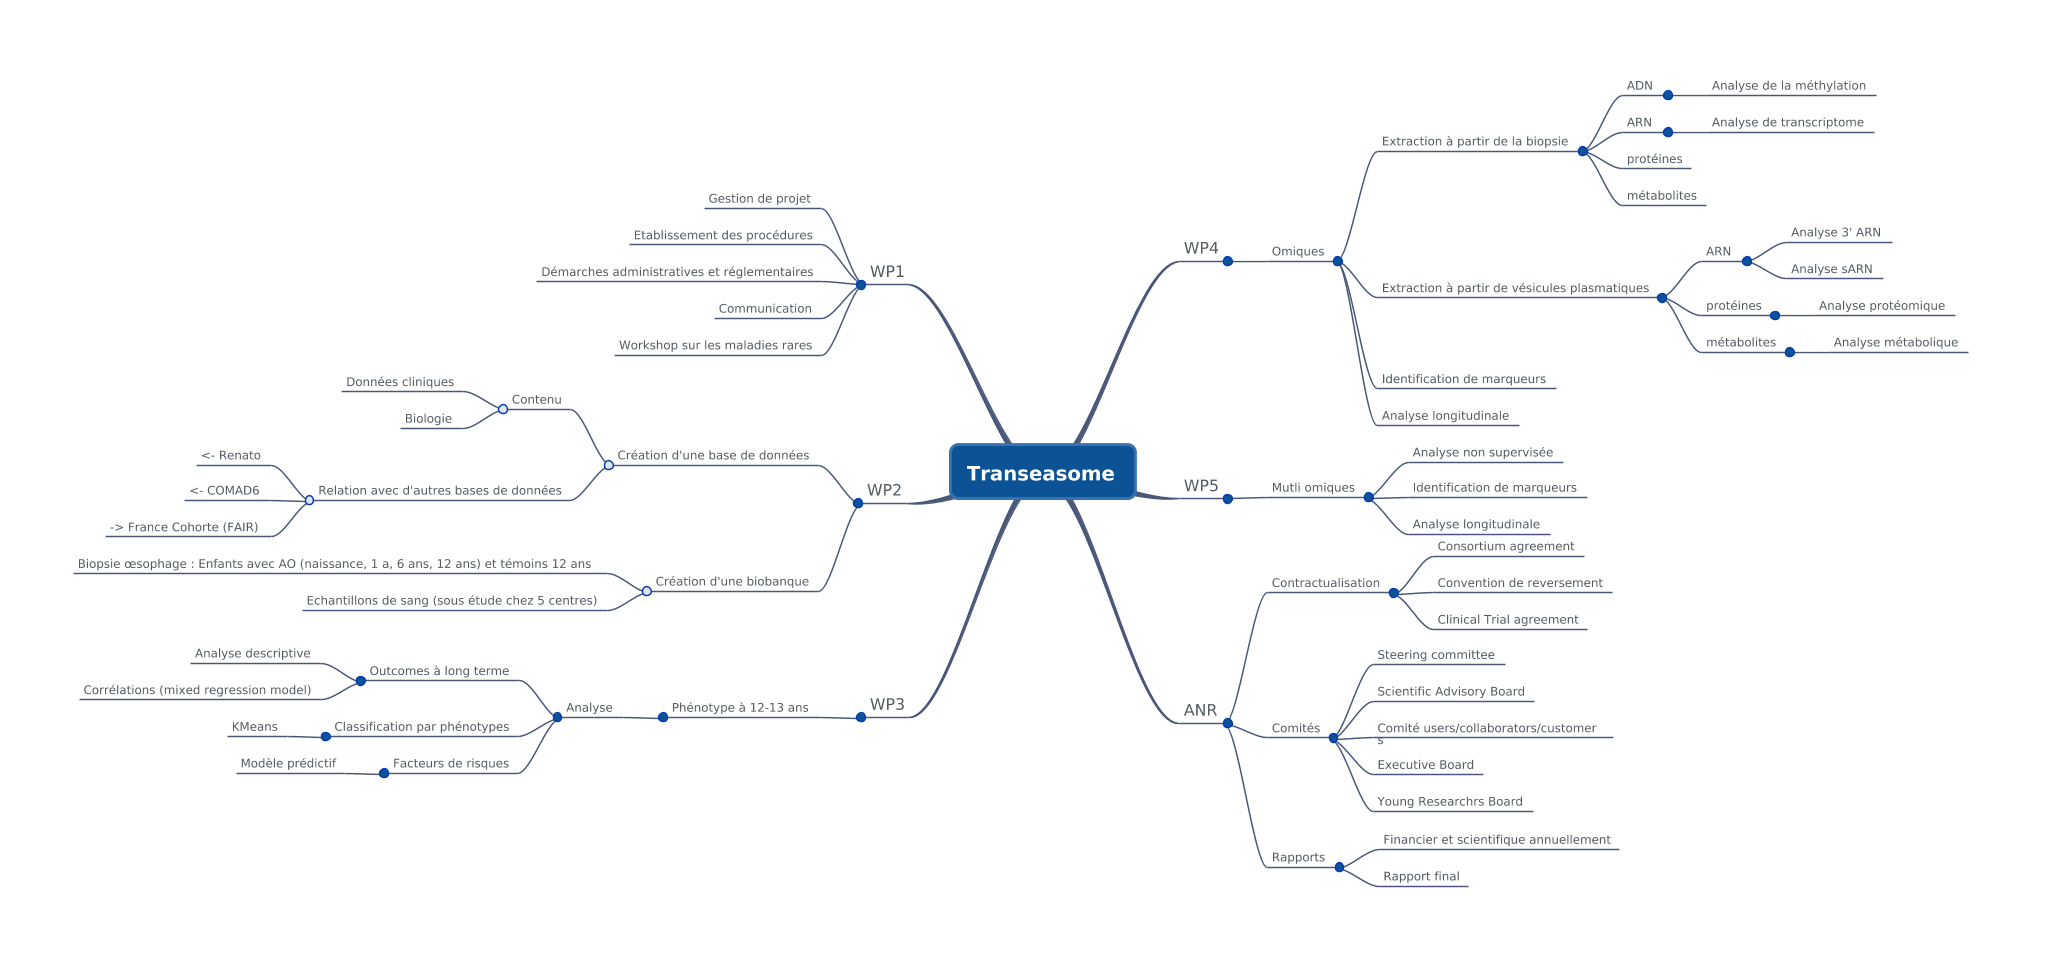 Transeasome
WP1
Gestion de projet
Etablissement des procédures
Démarches administratives et réglementaires
Communication
Workshop sur les maladies rares
WP2
Création d'une base de données
Contenu
Données cliniques
Biologie
Relation avec d'autres bases de données
<- Renato
<- COMAD6
-> France Cohorte (FAIR)
Création d'une biobanque
Biopsie œsophage : Enfants avec AO (naissance, 1 a, 6 ans, 12 ans) et témoins 12 ans
Echantillons de sang (sous étude chez 5 centres)
WP3
Phénotype à 12-13 ans
Analyse
Outcomes à long terme
Analyse descriptive
Corrélations (mixed regression model)
Classification par phénotypes
KMeans
Facteurs de risques
Modèle prédictif
WP4
Omiques
Extraction à partir de la biopsie
ADN
Analyse de la méthylation
ARN
Analyse de transcriptome
protéines
métabolites
Extraction à partir de vésicules plasmatiques
ARN
Analyse 3' ARN
Analyse sARN
protéines
Analyse protéomique
métabolites
Analyse métabolique
Identification de marqueurs
Analyse longitudinale
WP5
Mutli omiques
Analyse non supervisée
Identification de marqueurs
Analyse longitudinale
ANR
Contractualisation
Consortium agreement
Convention de reversement
Clinical Trial agreement
Comités
Steering committee
Scientific Advisory Board
Comité users/collaborators/customer
s
Executive Board
Young Researchrs Board
Rapports
Financier et scientifique annuellement
Rapport final